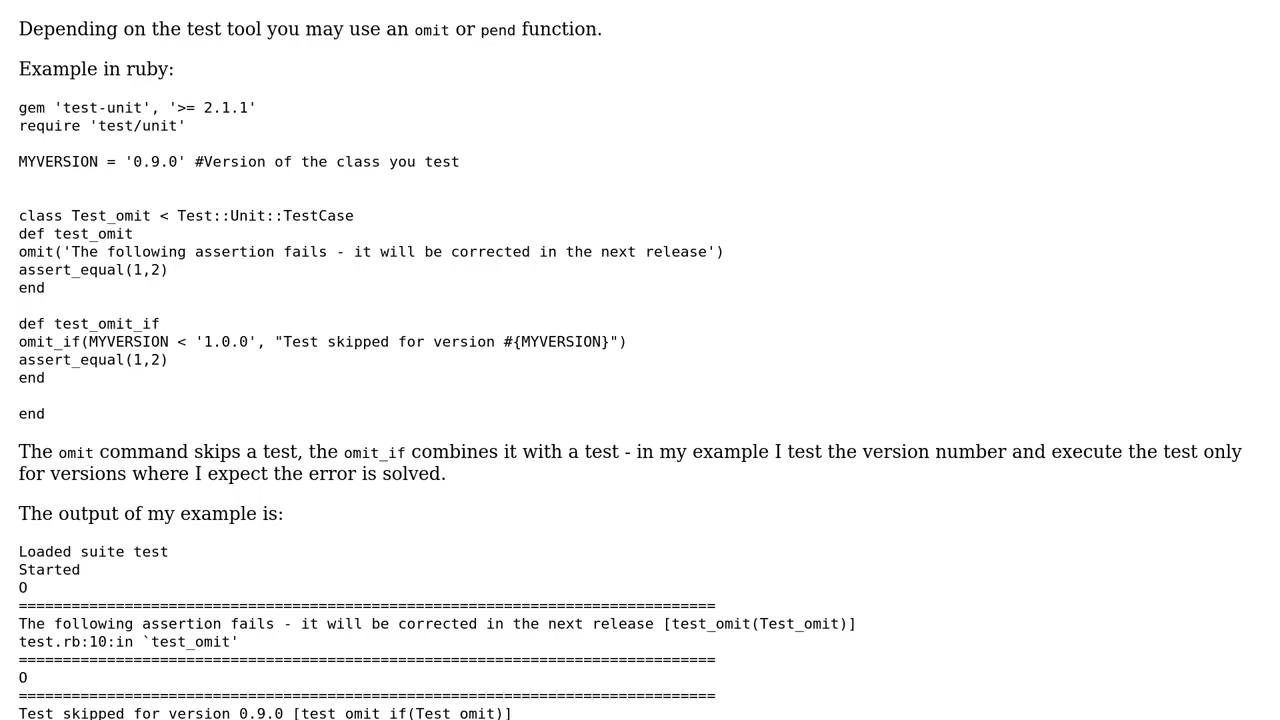 Depending on the test tool you may use an omit or pend function.
Example in ruby:
gem 'test-unit', '>= 2.1.1'
require 'test/unit'
MYVERSION = '0.9.0' #Version of the class you test
class Test_omit < Test::Unit::TestCase
def test_omit
omit('The following assertion fails - it will be corrected in the next release')
assert_equal(1,2)
end
def test_omit_if
omit_if(MYVERSION < '1.0.0', "Test skipped for version #{MYVERSION}")
assert_equal(1,2)
end
end
The omit command skips a test, the omit_if combines it with a test - in my example I test the version number and execute the test only
for versions where I expect the error is solved.
The output of my example is:
Loaded suite test
Started
O
===============================================================================
The following assertion fails - it will be corrected in the next release [test_omit(Test_omit)]
test.rb:10:in `test_omit'
===============================================================================
O
===============================================================================
Test skipped for version 0.9.0 [test_omit_if(Test_omit)]